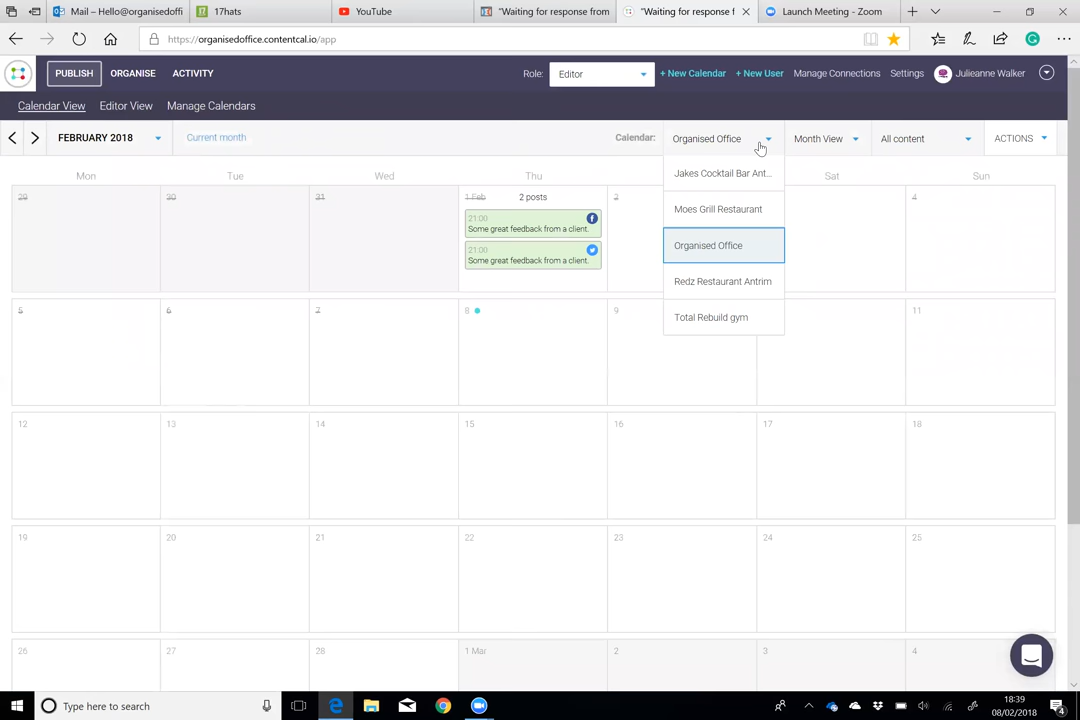 Mail – Hello@organisedoffi
17hats
YouTube
"Waiting for response from
"Waiting for response f
Launch Meeting - Zoom
https://organisedoffice.contentcal.io/app
PUBLISH
ORGANISE
ACTIVITY
Role:
Editor
+ New Calendar
+ New User
Manage Connections
Settings
Julieanne Walker
Calendar View
Editor View
Manage Calendars
FEBRUARY 2018
Current month
Calendar:
Organised Office
Month View
All content
ACTIONS
Jakes Cocktail Bar Ant...
Moes Grill Restaurant
Organised Office
Redz Restaurant Antrim
Total Rebuild gym
Mon
Tue
Wed
Thu
Sat
Sun
29
30
31
1 Feb
2 posts
2
4
21:00
Some great feedback from a client.
21:00
Some great feedback from a client.
5
6
7
8
9
11
12
13
14
15
16
17
18
19
20
21
22
23
24
25
26
27
28
1 Mar
2
3
4
Type here to search
18:39
08/02/2018
4